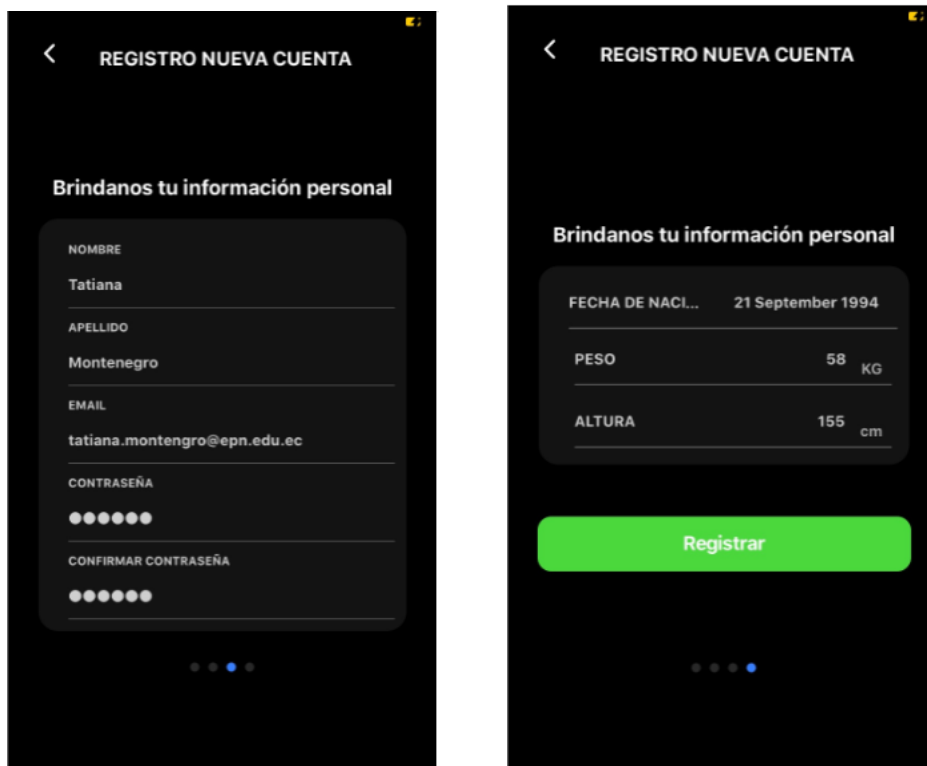 REGISTRO NUEVA CUENTA
Brindanos tu información personal
NOMBRE
Tatiana
APELLIDO
Montenegro
EMAIL
tatiana.montengro@epn.edu.ec
CONTRASEÑA
●●●●●●
CONFIRMAR CONTRASEÑA
●●●●●●
REGISTRO NUEVA CUENTA
Brindanos tu información personal
FECHA DE NACI... 21 September 1994
PESO 58 KG
ALTURA 155 cm
Registrar